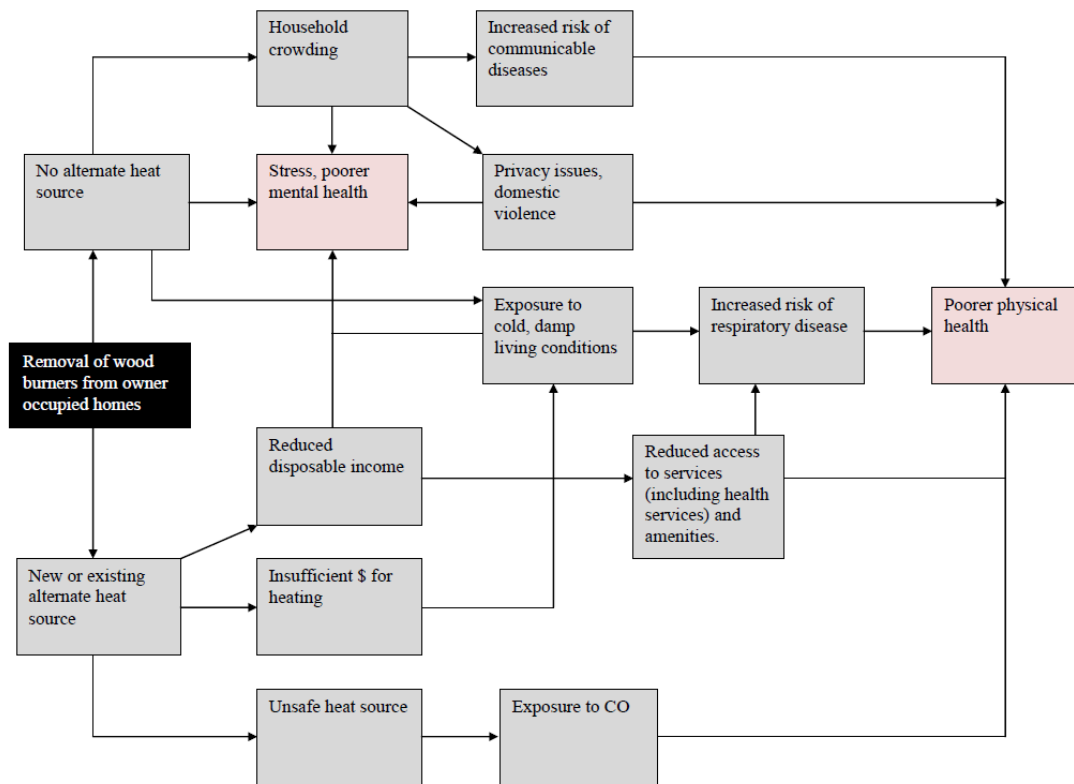 Household
crowding
Increased risk of
communicable
diseases
No alternate heat
source
Stress, poorer
mental health
Privacy issues,
domestic
violence
Exposure to
cold, damp
living conditions
Increased risk of
respiratory disease
Poorer physical
health
Removal of wood
burners from owner
occupied homes
Reduced
disposable income
Reduced access
to services
(including health
services) and
amenities.
New or existing
alternate heat
source
Insufficient $ for
heating
Unsafe heat source
Exposure to CO